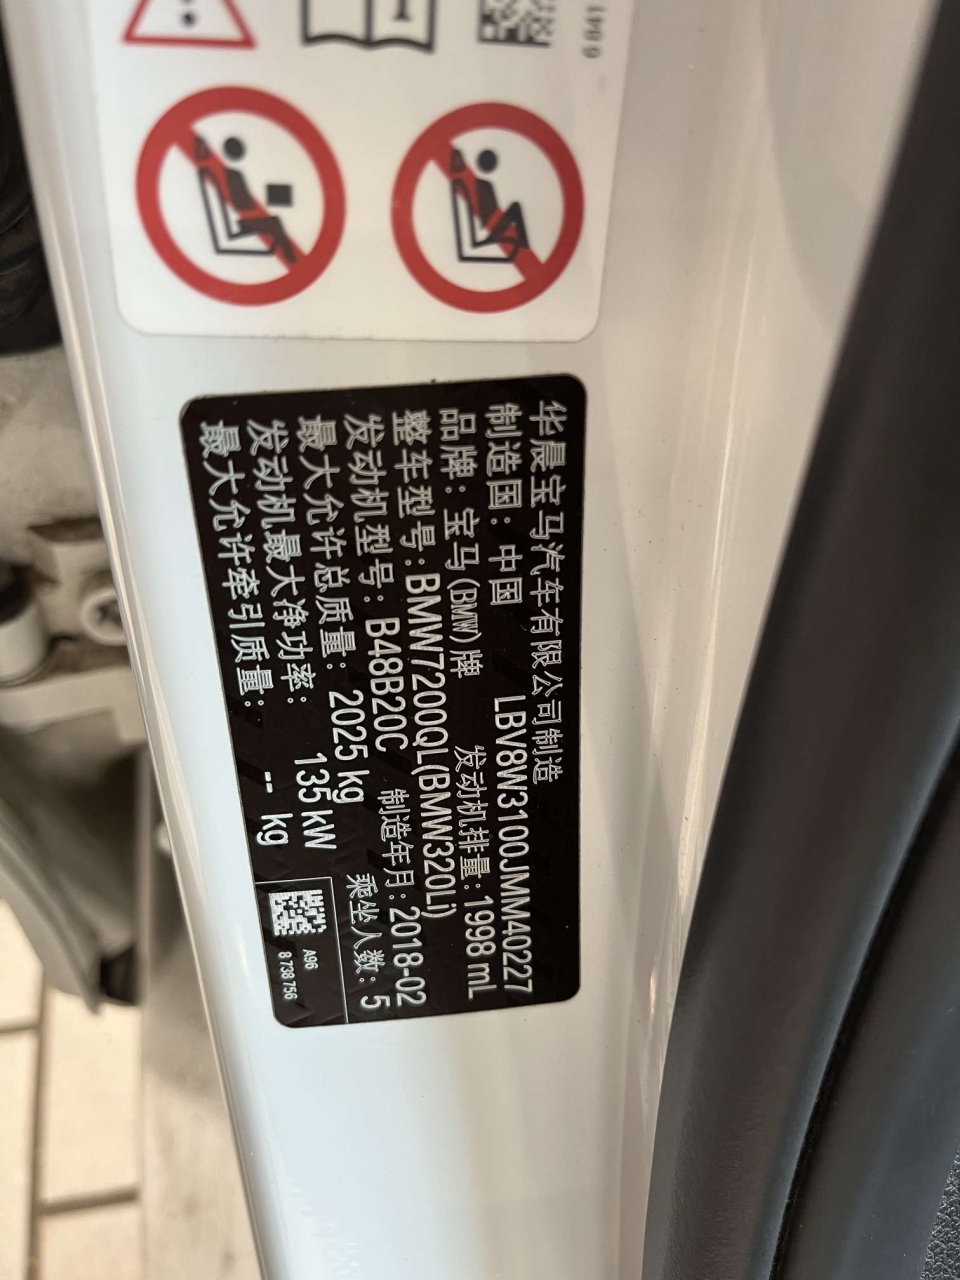 6 841
华晨宝马汽车有限公司制造
制造国: 中国 LBV8W3100JMM40227
品牌: 宝马(BMW)牌 发动机排量: 1998 mL
整车型号: BMW7200QL(BMW320Li)
发动机型号: B48B20C 制造年月: 2018-02
最大允许总质量: 2025 kg 乘坐人数: 5
发动机最大净功率: 135 kW
最大允许牵引质量: -- kg
A96
8 738 756